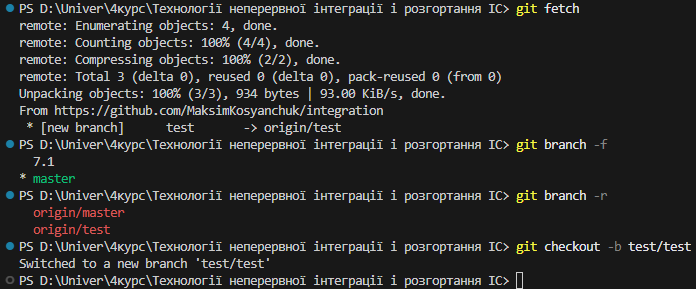 PS D:\Univer\4курс\Технології неперервної інтеграції і розгортання ІС> git fetch
remote: Enumerating objects: 4, done.
remote: Counting objects: 100% (4/4), done.
remote: Compressing objects: 100% (2/2), done.
remote: Total 3 (delta 0), reused 0 (delta 0), pack-reused 0 (from 0)
Unpacking objects: 100% (3/3), 934 bytes | 93.00 KiB/s, done.
From https://github.com/MaksimKosyanchuk/integration
 * [new branch]      test       -> origin/test
PS D:\Univer\4курс\Технології неперервної інтеграції і розгортання ІС> git branch -f
  7.1
* master
PS D:\Univer\4курс\Технології неперервної інтеграції і розгортання ІС> git branch -r
  origin/master
  origin/test
PS D:\Univer\4курс\Технології неперервної інтеграції і розгортання ІС> git checkout -b test/test
Switched to a new branch 'test/test'
PS D:\Univer\4курс\Технології неперервної інтеграції і розгортання ІС>